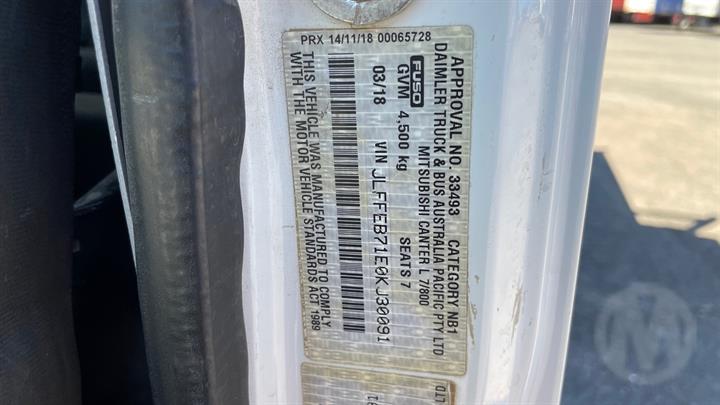 PRX 14/11/18 00065728
APPROVAL NO. 33493 CATEGORY NB1
DAIMLER TRUCK & BUS AUSTRALIA PACIFIC PTY LTD
FUSO MITSUBISHI CANTER L 7/800
GVM 4,500 kg SEATS 7
03/18 VIN JLFFEB71E0KJ30091
THIS VEHICLE WAS MANUFACTURED TO COMPLY
WITH THE MOTOR VEHICLE STANDARDS ACT 1989
LTD
M